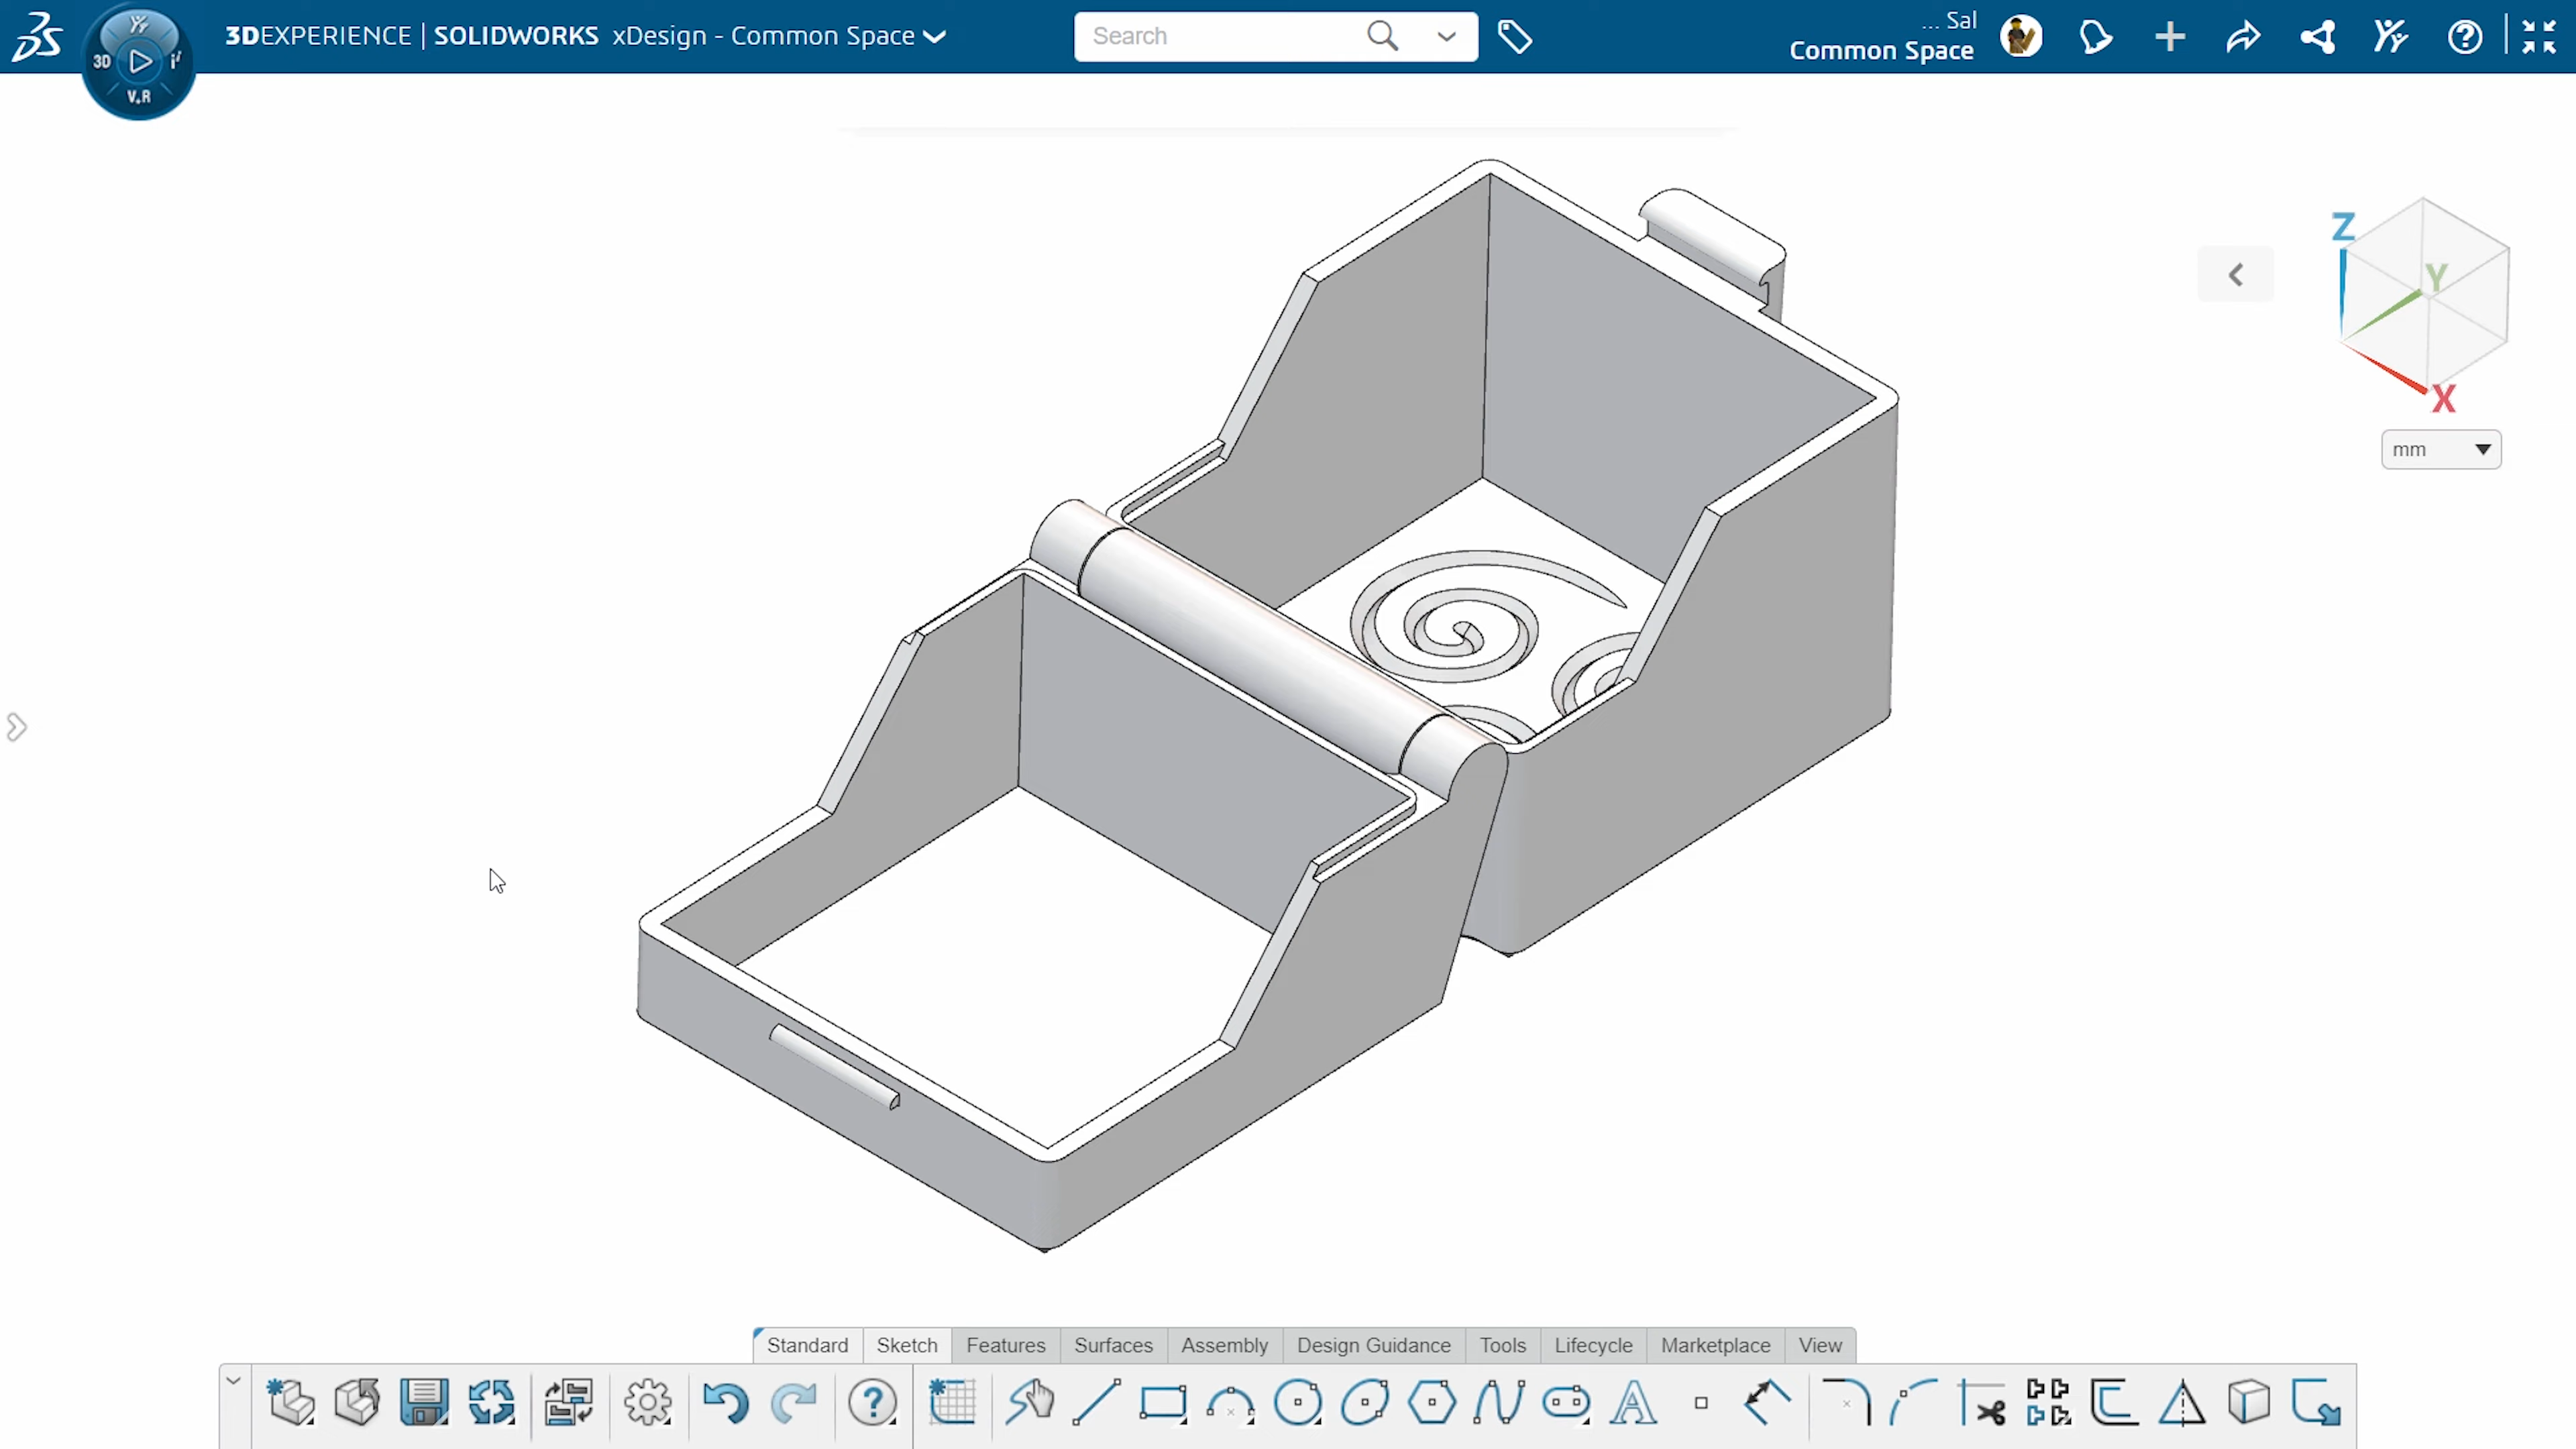 3DEXPERIENCE | SOLIDWORKS xDesign - Common Space
Search
... Sal
Common Space
3D
i'
V.R
Z
Y
X
mm
Standard
Sketch
Features
Surfaces
Assembly
Design Guidance
Tools
Lifecycle
Marketplace
View